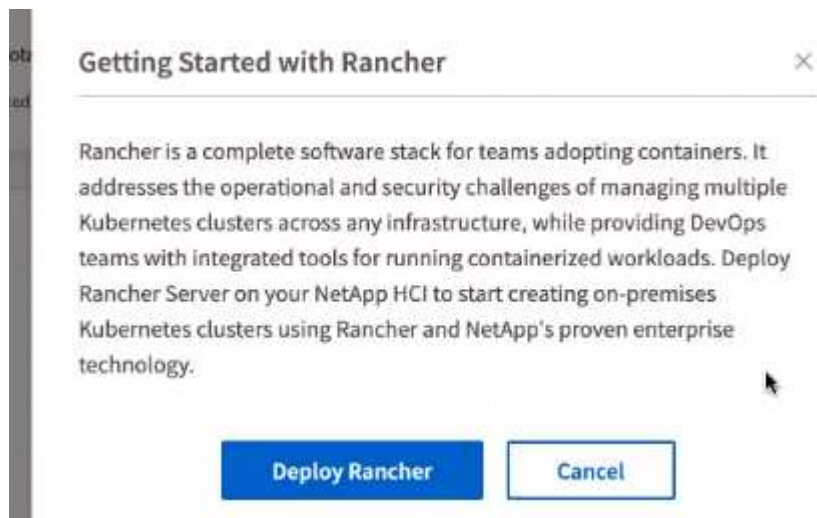 Getting Started with Rancher
Rancher is a complete software stack for teams adopting containers. It
addresses the operational and security challenges of managing multiple
Kubernetes clusters across any infrastructure, while providing DevOps
teams with integrated tools for running containerized workloads. Deploy
Rancher Server on your NetApp HCI to start creating on-premises
Kubernetes clusters using Rancher and NetApp's proven enterprise
technology.
Deploy Rancher
Cancel